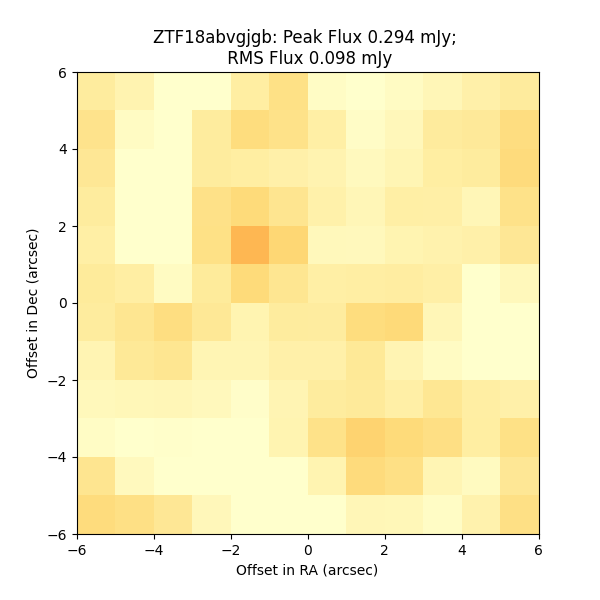 ZTF18abvgjgb: Peak Flux 0.294 mJy;
RMS Flux 0.098 mJy
6
4
2
0
−2
−4
−6
Offset in Dec (arcsec)
−6 −4 −2 0 2 4 6
Offset in RA (arcsec)